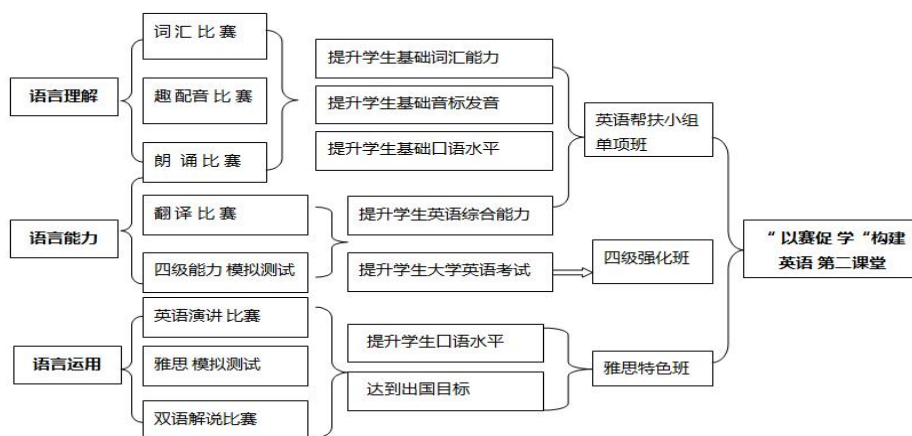 语言理解
词 汇 比 赛
趣 配 音 比 赛
朗 诵 比 赛
提升学生基础词汇能力
提升学生基础音标发音
提升学生基础口语水平
英语帮扶小组
单项班
语言能力
翻 译 比 赛
四级能力 模拟测试
提升学生英语综合能力
提升学生大学英语考试
四级强化班
“ 以赛促 学 “构建
英语 第二课堂
语言运用
英语演讲 比赛
雅思 模拟测试
双语解说比赛
提升学生口语水平
达到出国目标
雅思特色班